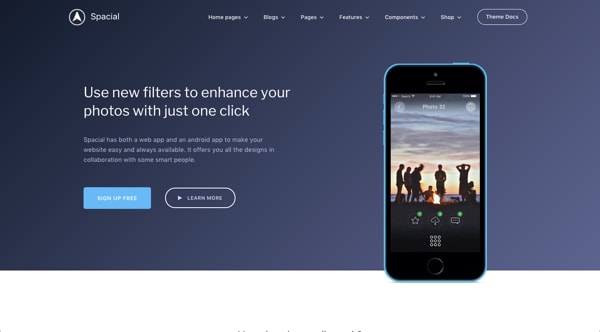 Spacial
Home pages Blogs Pages Features Components Shop Theme Docs
Use new filters to enhance your
photos with just one click
Spacial has both a web app and an android app to make your
website easy and always available. It offers you all the designs in
collaboration with some smart people.
SIGN UP FREE
LEARN MORE
Photo 32